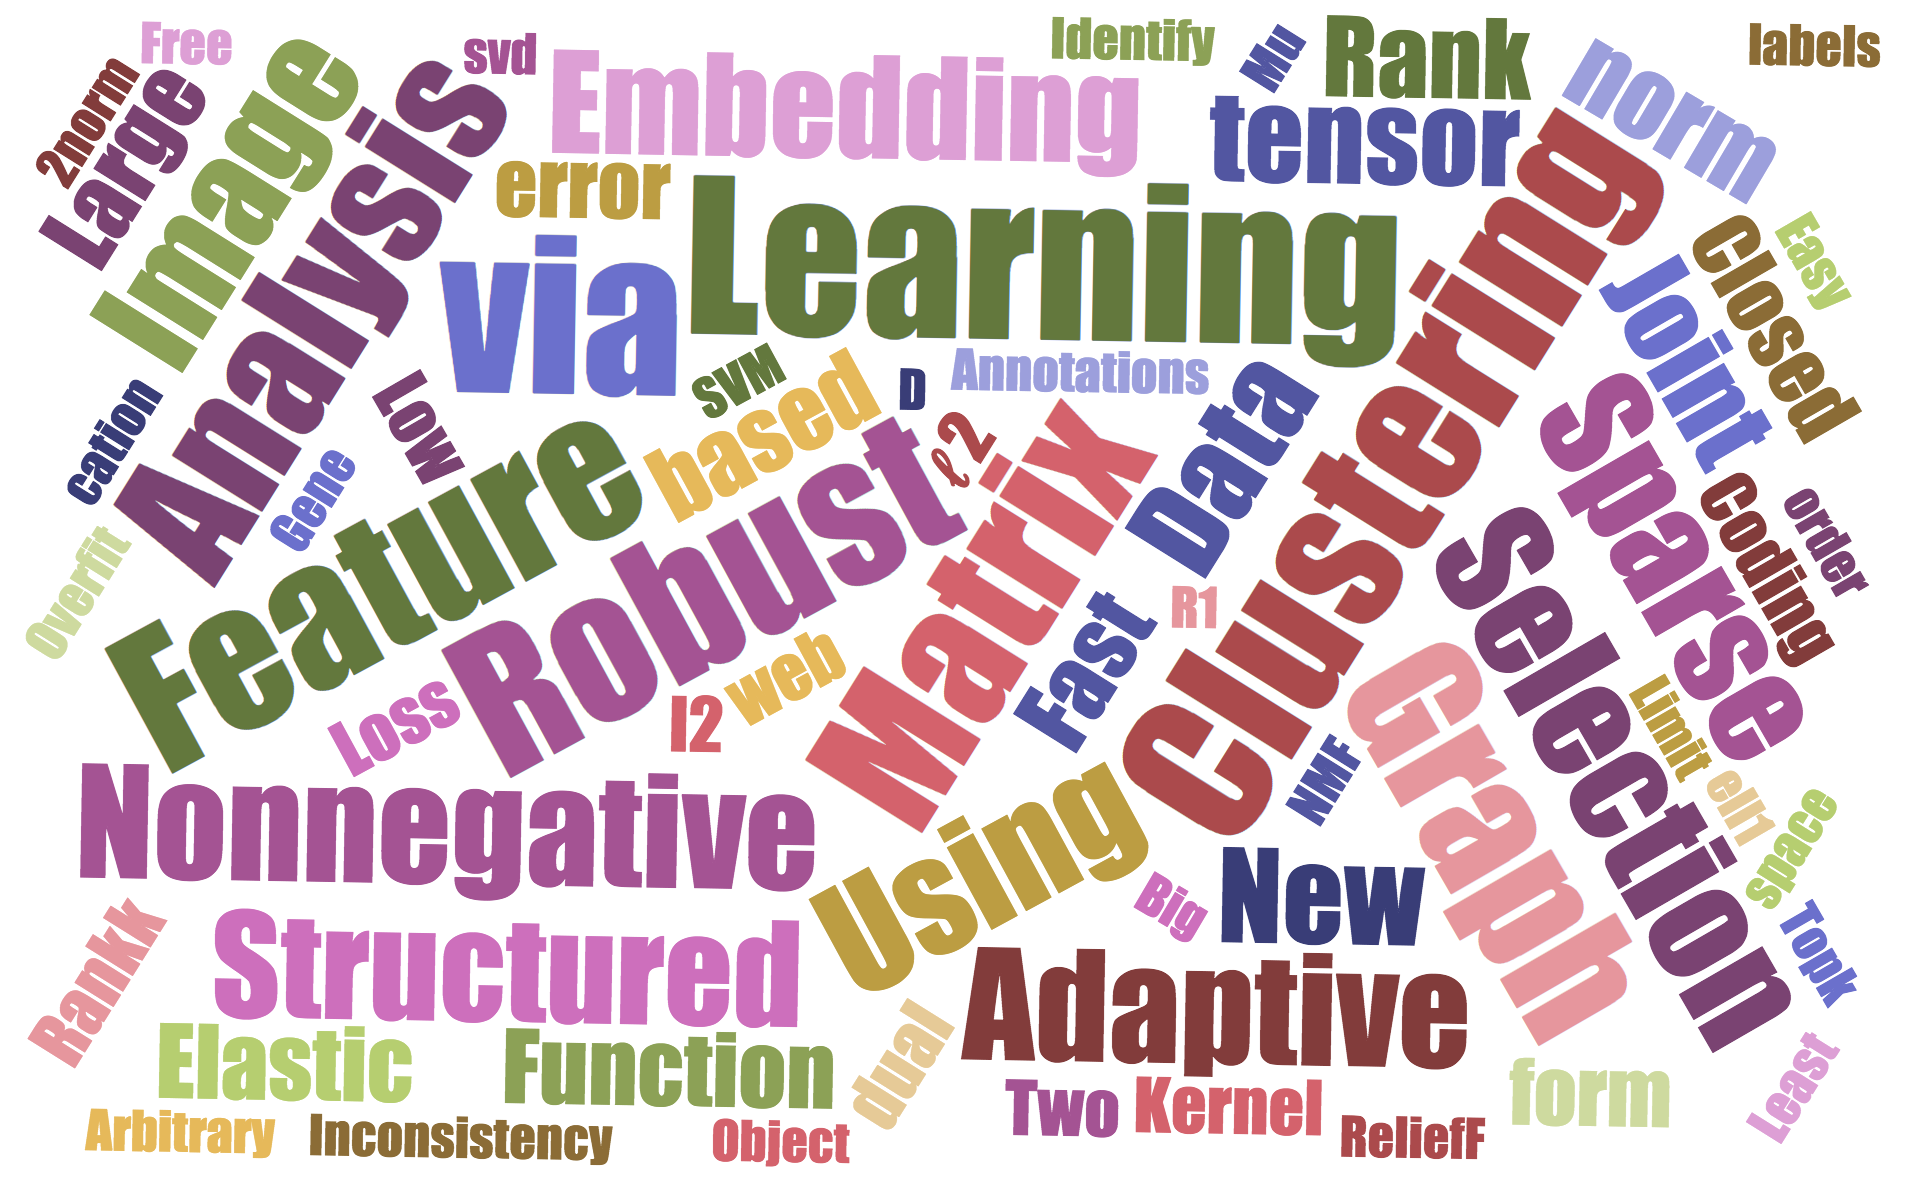 Free
svd
Embedding
Identify
Mu
Rank
norm
labels
2norm
Large
Image
Analysis
error
tensor
Learning
via
Clustering
Closed
Easy
Joint
cation
Low
SVM
based
D
Annotations
Data
Gene
Feature
Robust
ℓ2
Matrix
Sparse
Coding
order
Overfit
R1
Fast
Selection
Loss
l2
web
Graph
Limit
NMF
ell1
Nonnegative
Using
space
Big
New
Rankk
Structured
Adaptive
Topk
Elastic
Function
dual
Two
Kernel
form
Least
Arbitrary
Inconsistency
Object
ReliefF